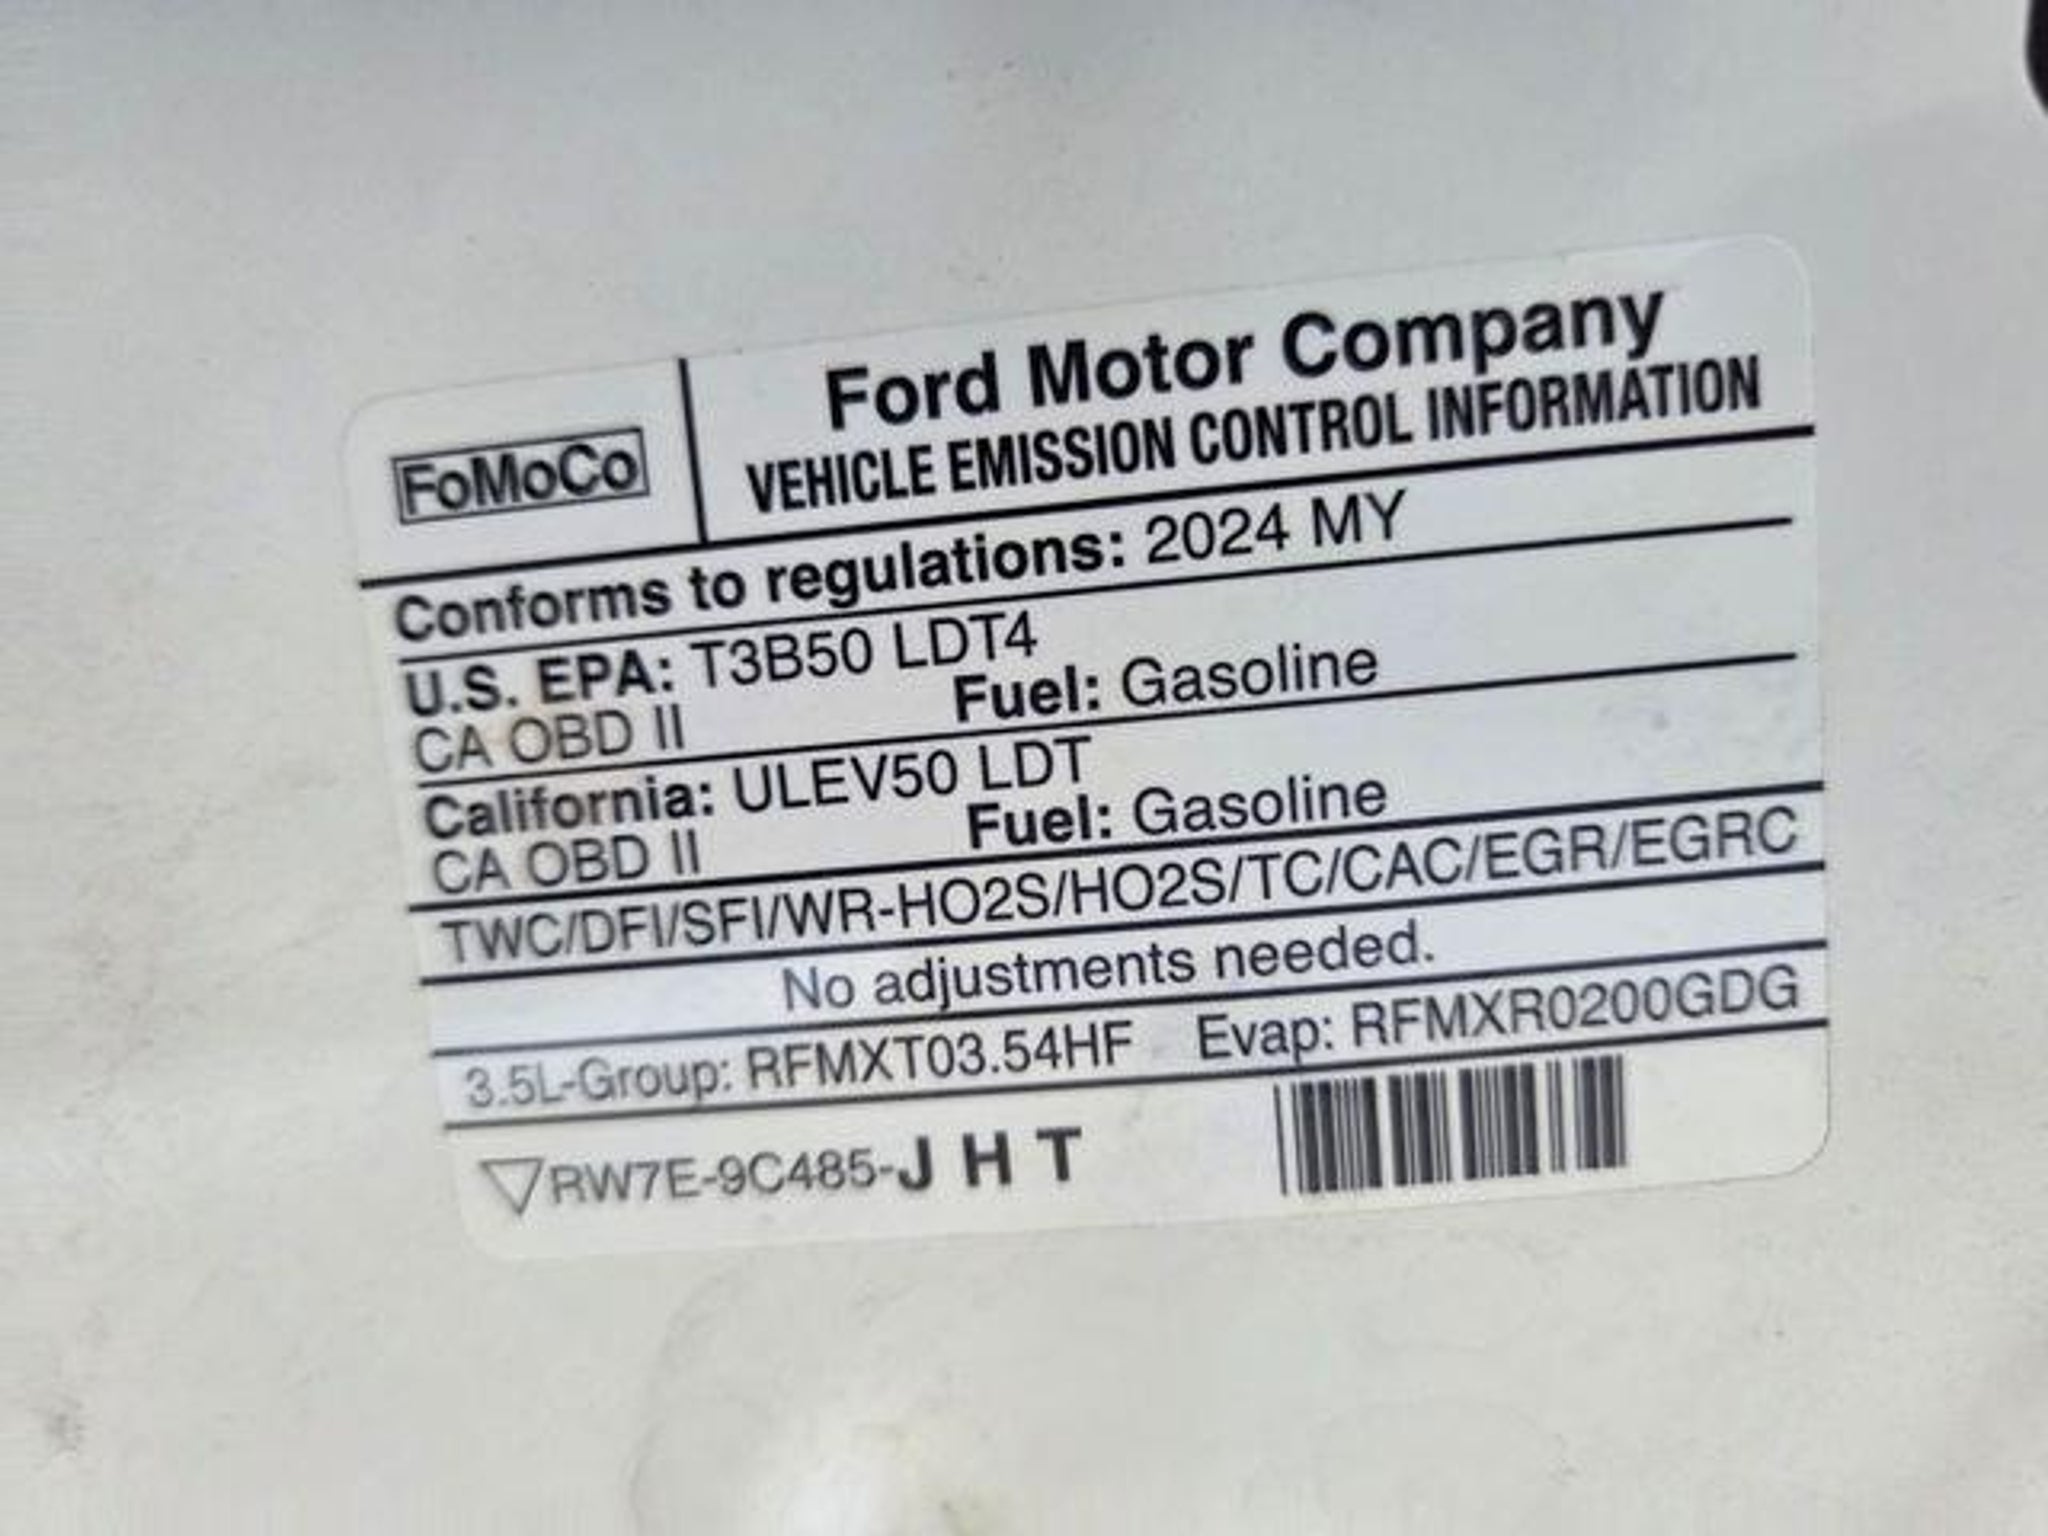 FoMoCo
Ford Motor Company
VEHICLE EMISSION CONTROL INFORMATION
Conforms to regulations: 2024 MY
U.S. EPA: T3B50 LDT4
CA OBD II Fuel: Gasoline
California: ULEV50 LDT
CA OBD II Fuel: Gasoline
TWC/DFI/SFI/WR-HO2S/HO2S/TC/CAC/EGR/EGRC
No adjustments needed.
3.5L-Group: RFMXT03.54HF Evap: RFMXR0200GDG
RW7E-9C485-J H T